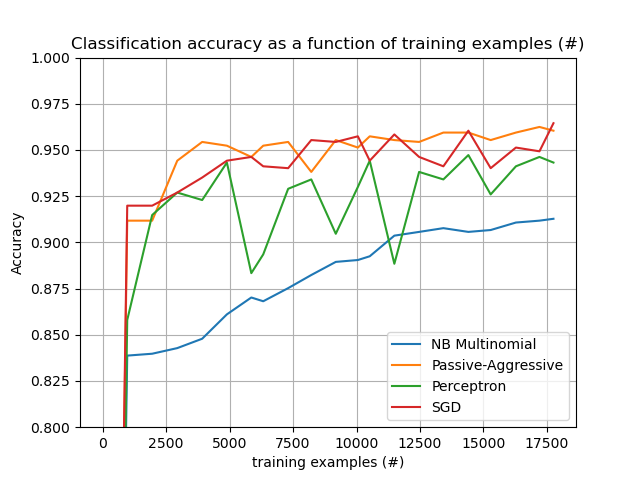 Classification accuracy as a function of training examples (#)
1.000
0.975
0.950
0.925
0.900
0.875
0.850
0.825
0.800
Accuracy
NB Multinomial
Passive-Aggressive
Perceptron
SGD
0 2500 5000 7500 10000 12500 15000 17500
training examples (#)